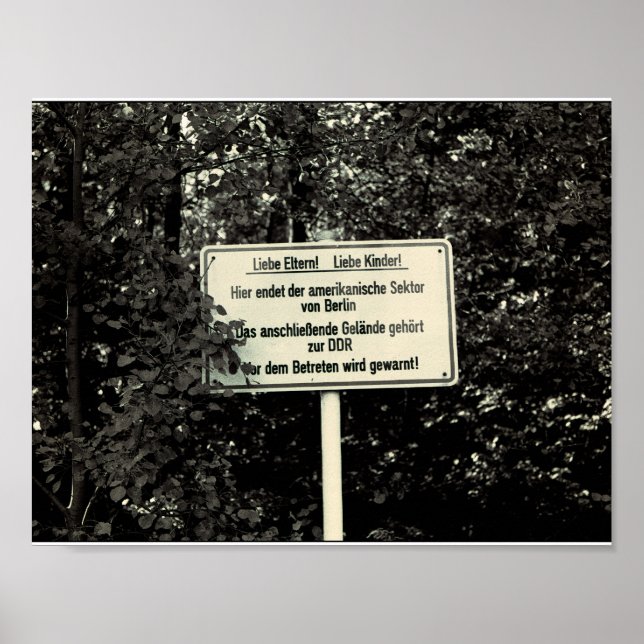 Liebe Eltern! Liebe Kinder!
Hier endet der amerikanische Sektor
von Berlin
Das anschließende Gelände gehört
zur DDR
Vor dem Betreten wird gewarnt!